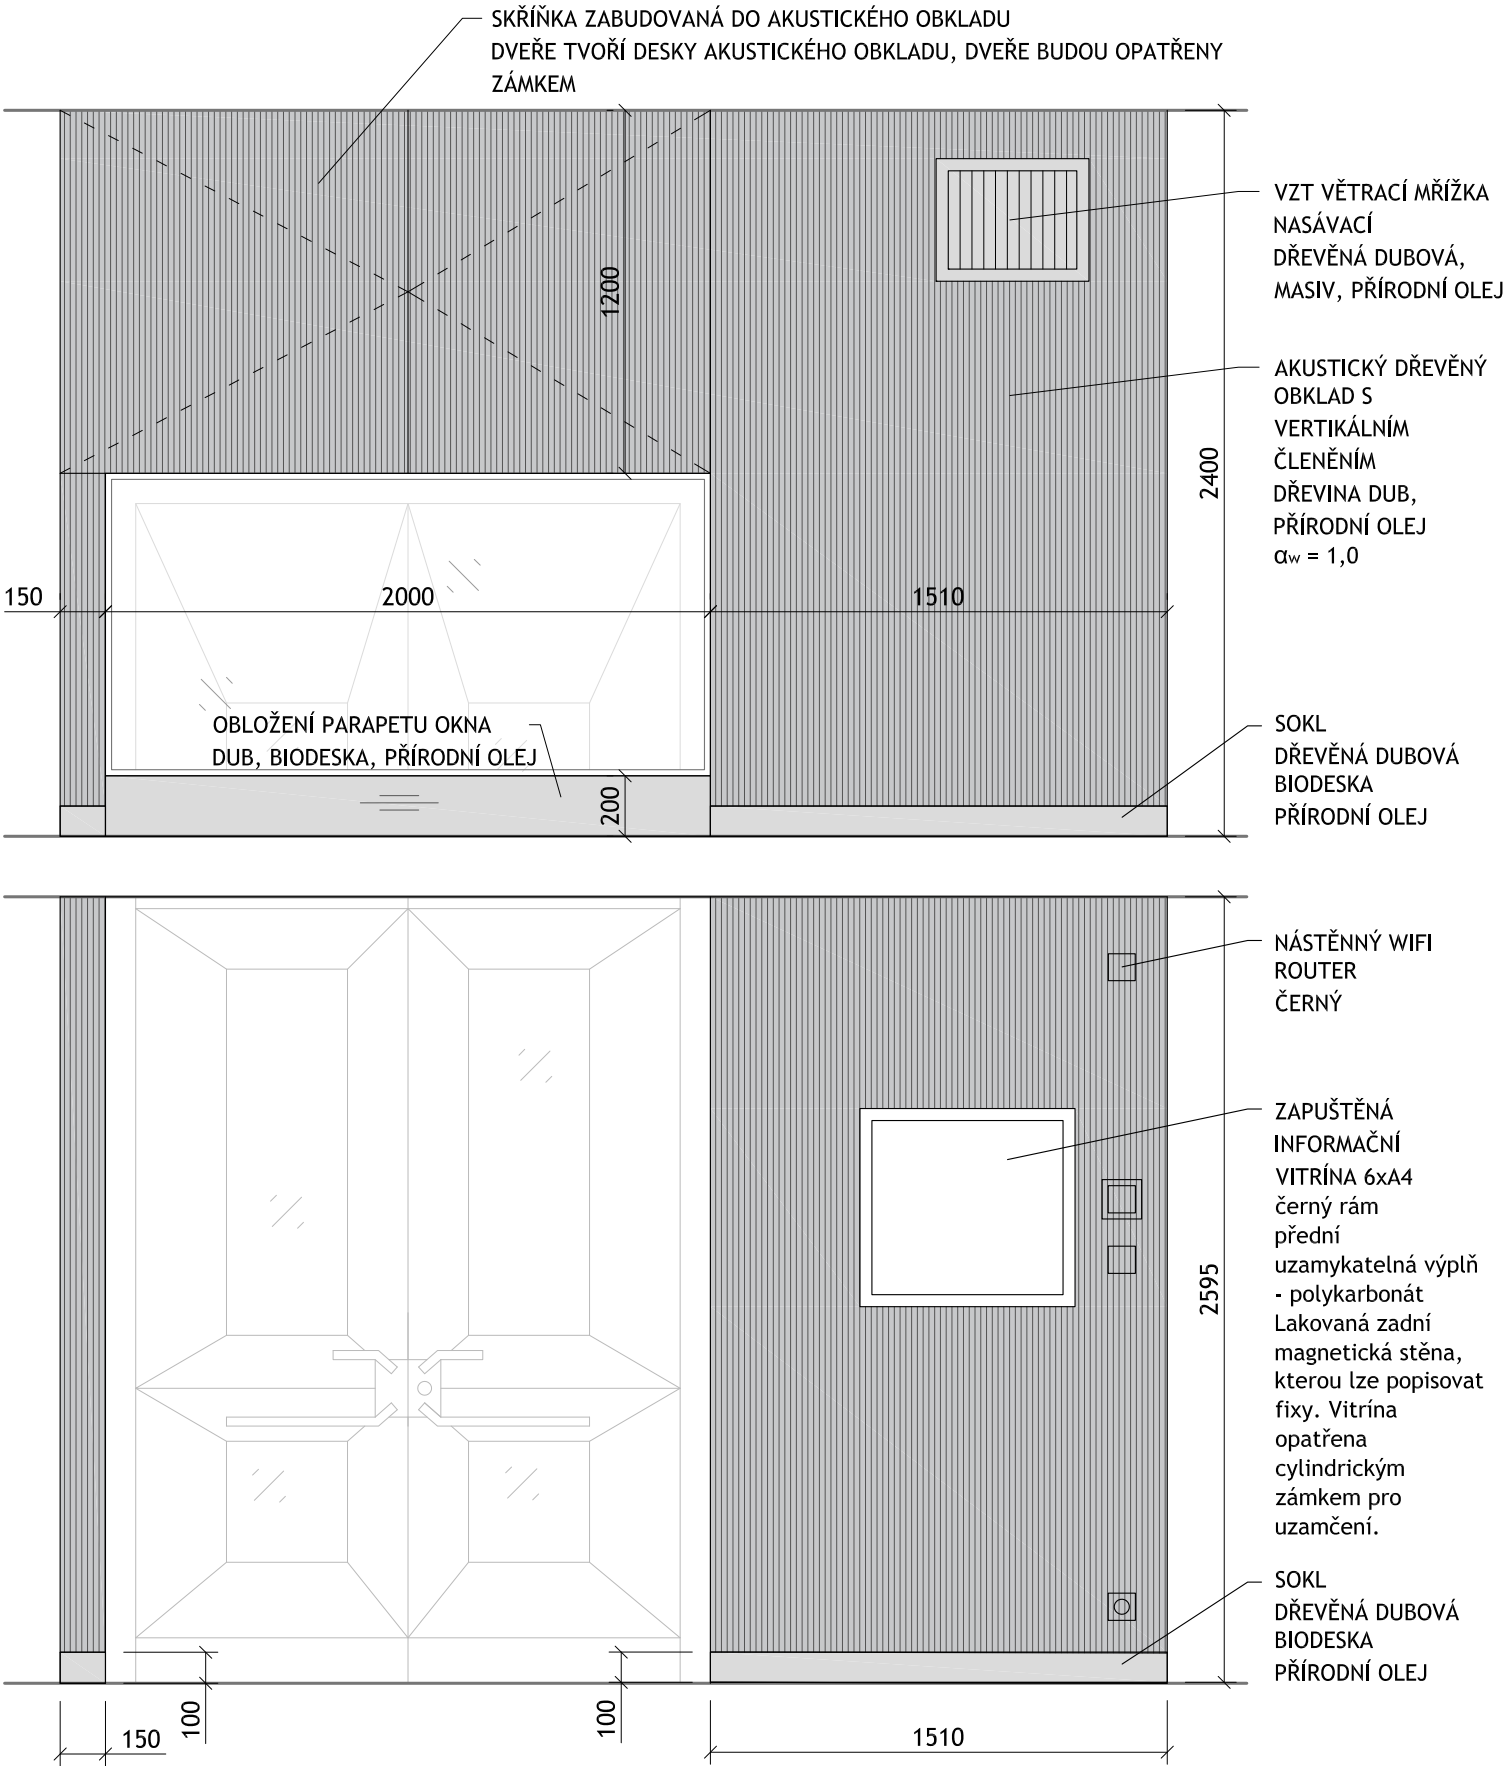 SKŘÍŇKA ZABUDOVANÁ DO AKUSTICKÉHO OBKLADU
DVEŘE TVOŘÍ DESKY AKUSTICKÉHO OBKLADU, DVEŘE BUDOU OPATŘENY
ZÁMKEM
1200
VZT VĚTRACÍ MŘÍŽKA
NASÁVACÍ
DŘEVĚNÁ DUBOVÁ,
MASIV, PŘÍRODNÍ OLEJ
AKUSTICKÝ DŘEVĚNÝ
OBKLAD S
VERTIKÁLNÍM
ČLENĚNÍM
DŘEVINA DUB,
PŘÍRODNÍ OLEJ
αw = 1,0
2400
150
2000
1510
OBLOŽENÍ PARAPETU OKNA
DUB, BIODESKA, PŘÍRODNÍ OLEJ
200
SOKL
DŘEVĚNÁ DUBOVÁ
BIODESKA
PŘÍRODNÍ OLEJ
NÁSTĚNNÝ WIFI
ROUTER
ČERNÝ
ZAPUŠTĚNÁ
INFORMAČNÍ
VITRÍNA 6xA4
černý rám
přední
uzamykatelná výplň
- polykarbonát
Lakovaná zadní
magnetická stěna,
kterou lze popisovat
fixy. Vitrína
opatřena
cylindrickým
zámkem pro
uzamčení.
2595
SOKL
DŘEVĚNÁ DUBOVÁ
BIODESKA
PŘÍRODNÍ OLEJ
150
100
100
1510